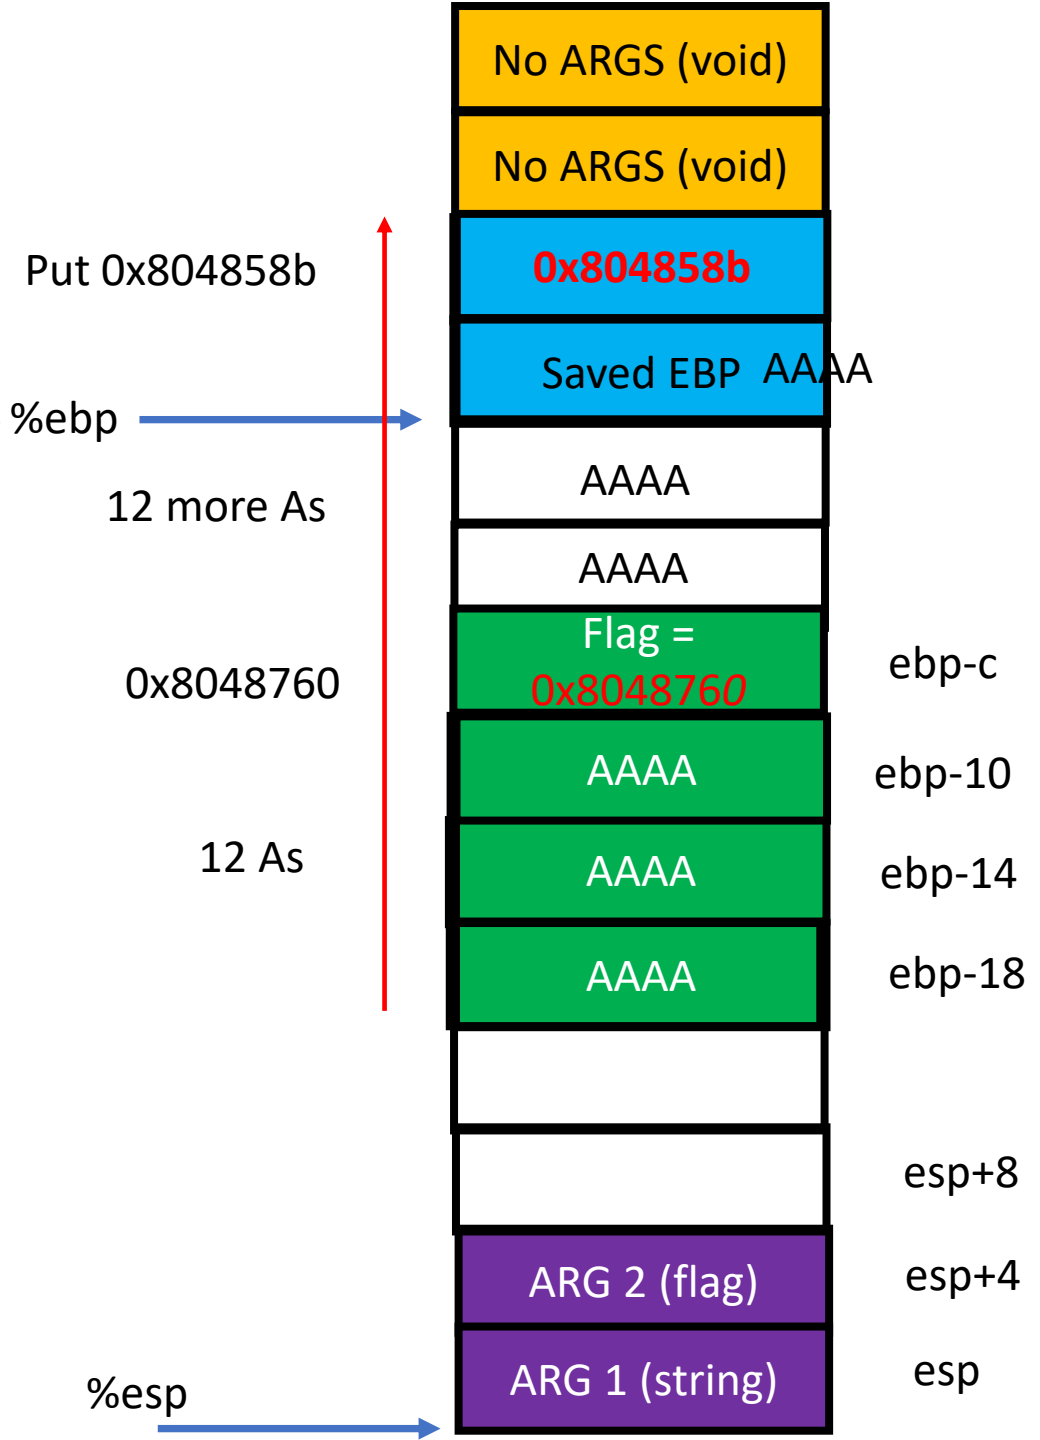 No ARGS (void)
No ARGS (void)
Put 0x804858b
0x804858b
Saved EBP AAAA
%ebp
AAAA
12 more As
AAAA
Flag =
0x8048760
0x8048760
ebp-c
AAAA
ebp-10
12 As
AAAA
ebp-14
AAAA
ebp-18
esp+8
ARG 2 (flag)
esp+4
ARG 1 (string)
esp
%esp